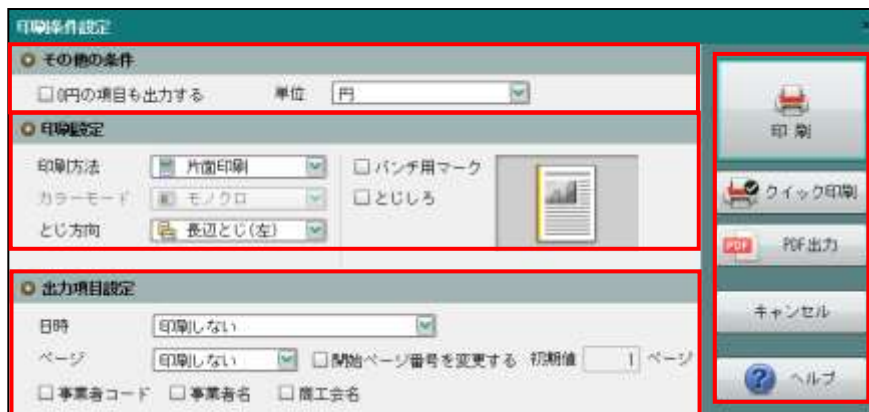 印刷条件設定
その他の条件
0円の項目も出力する 単位 円
印刷設定
印刷方法 片面印刷 パンチ用マーク
カラーモード モノクロ とじしろ
とじ方向 長辺とじ(左)
出力項目設定
日時 印刷しない
ページ 印刷しない 開始ページ番号を変更する 初期値 1 ページ
事業者コード 事業者名 商工会名
印刷
クイック印刷
PDF PDF出力
キャンセル
? ヘルプ